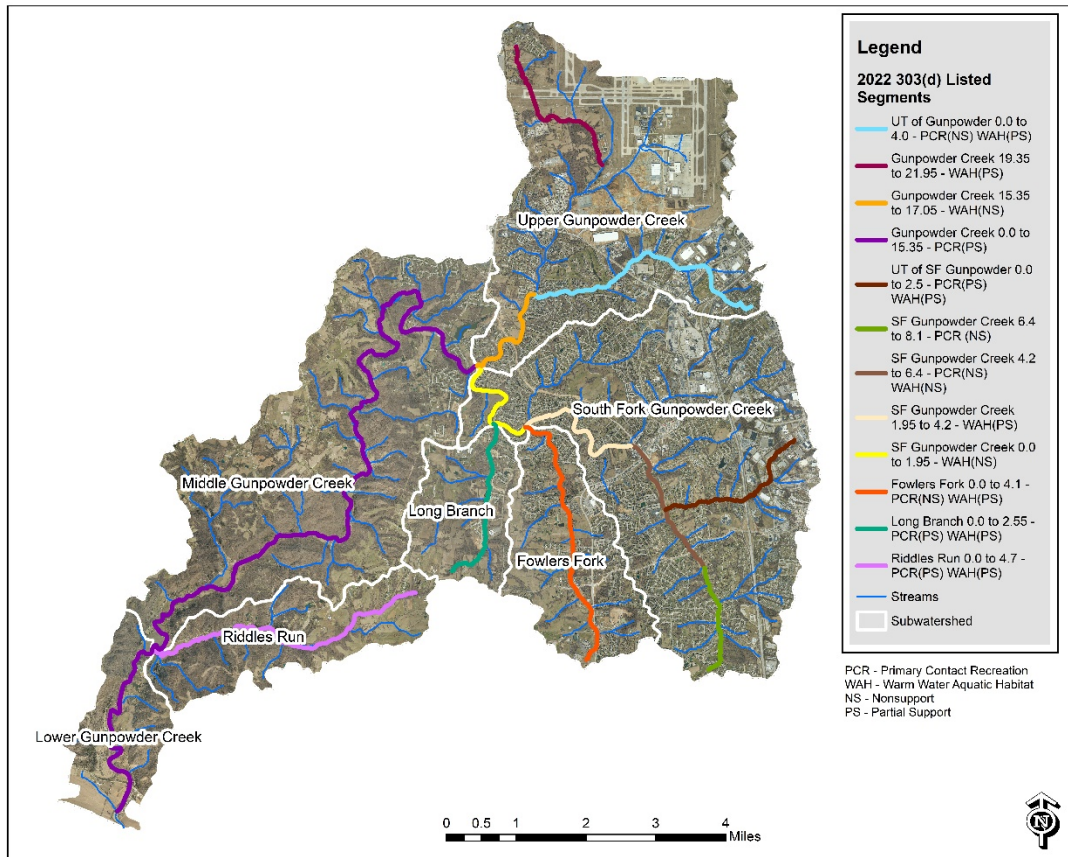 Legend
2022 303(d) Listed
Segments
UT of Gunpowder 0.0 to
4.0 - PCR(NS) WAH(PS)
Gunpowder Creek 19.35
to 21.95 - WAH(PS)
Gunpowder Creek 15.35
to 17.05 - WAH(NS)
Gunpowder Creek 0.0 to
15.35 - PCR(PS)
UT of SF Gunpowder 0.0
to 2.5 - PCR(PS)
WAH(PS)
SF Gunpowder Creek 6.4
to 8.1 - PCR (NS)
SF Gunpowder Creek 4.2
to 6.4 - PCR(NS)
WAH(NS)
SF Gunpowder Creek
1.95 to 4.2 - WAH(PS)
SF Gunpowder Creek 0.0
to 1.95 - WAH(NS)
Fowlers Fork 0.0 to 4.1 -
PCR(NS) WAH(PS)
Long Branch 0.0 to 2.55 -
PCR(PS) WAH(PS)
Riddles Run 0.0 to 4.7 -
PCR(PS) WAH(PS)
Streams
Subwatershed
PCR - Primary Contact Recreation
WAH - Warm Water Aquatic Habitat
NS - Nonsupport
PS - Partial Support
Upper Gunpowder Creek
South Fork Gunpowder Creek
Middle Gunpowder Creek
Long Branch
Fowlers Fork
Riddles Run
Lower Gunpowder Creek
0 0.5 1 2 3 4
Miles
N